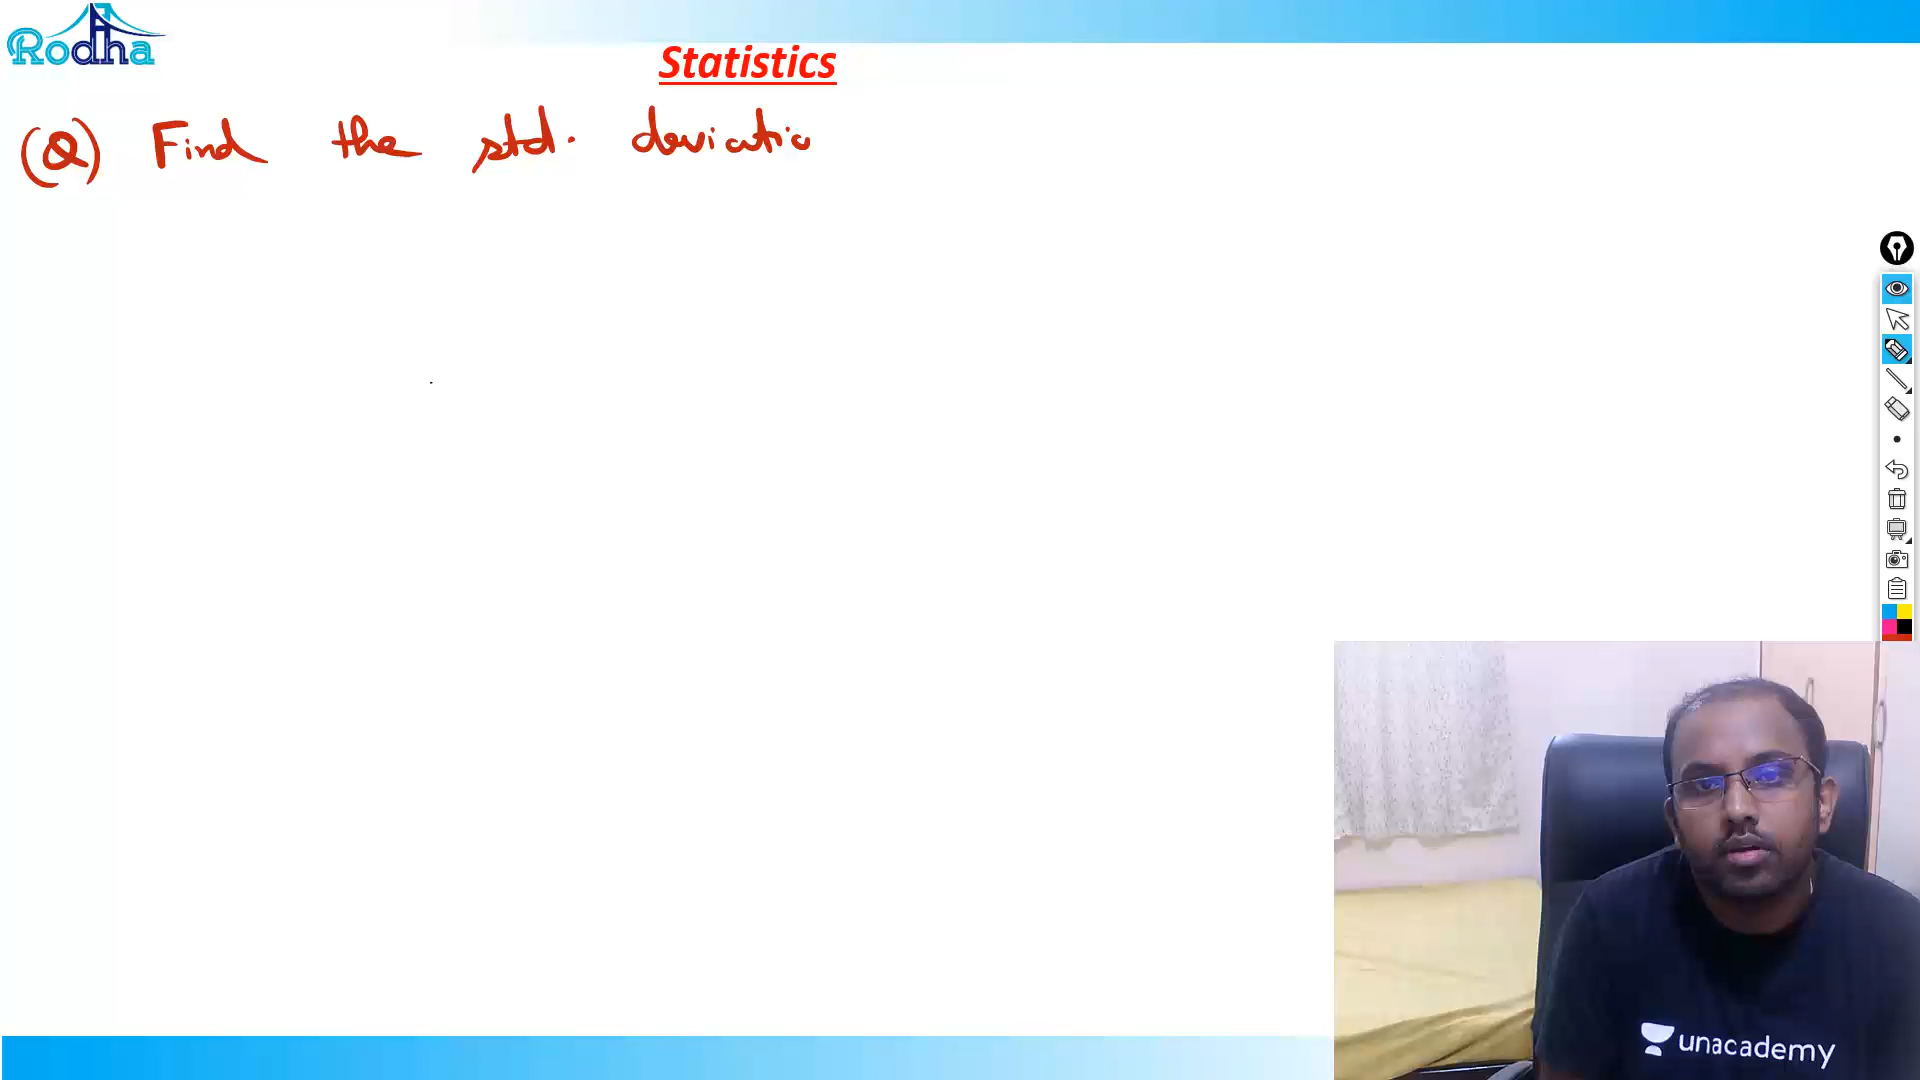 Rodha
Statistics
(Q) Find the std. deviatio
unacademy